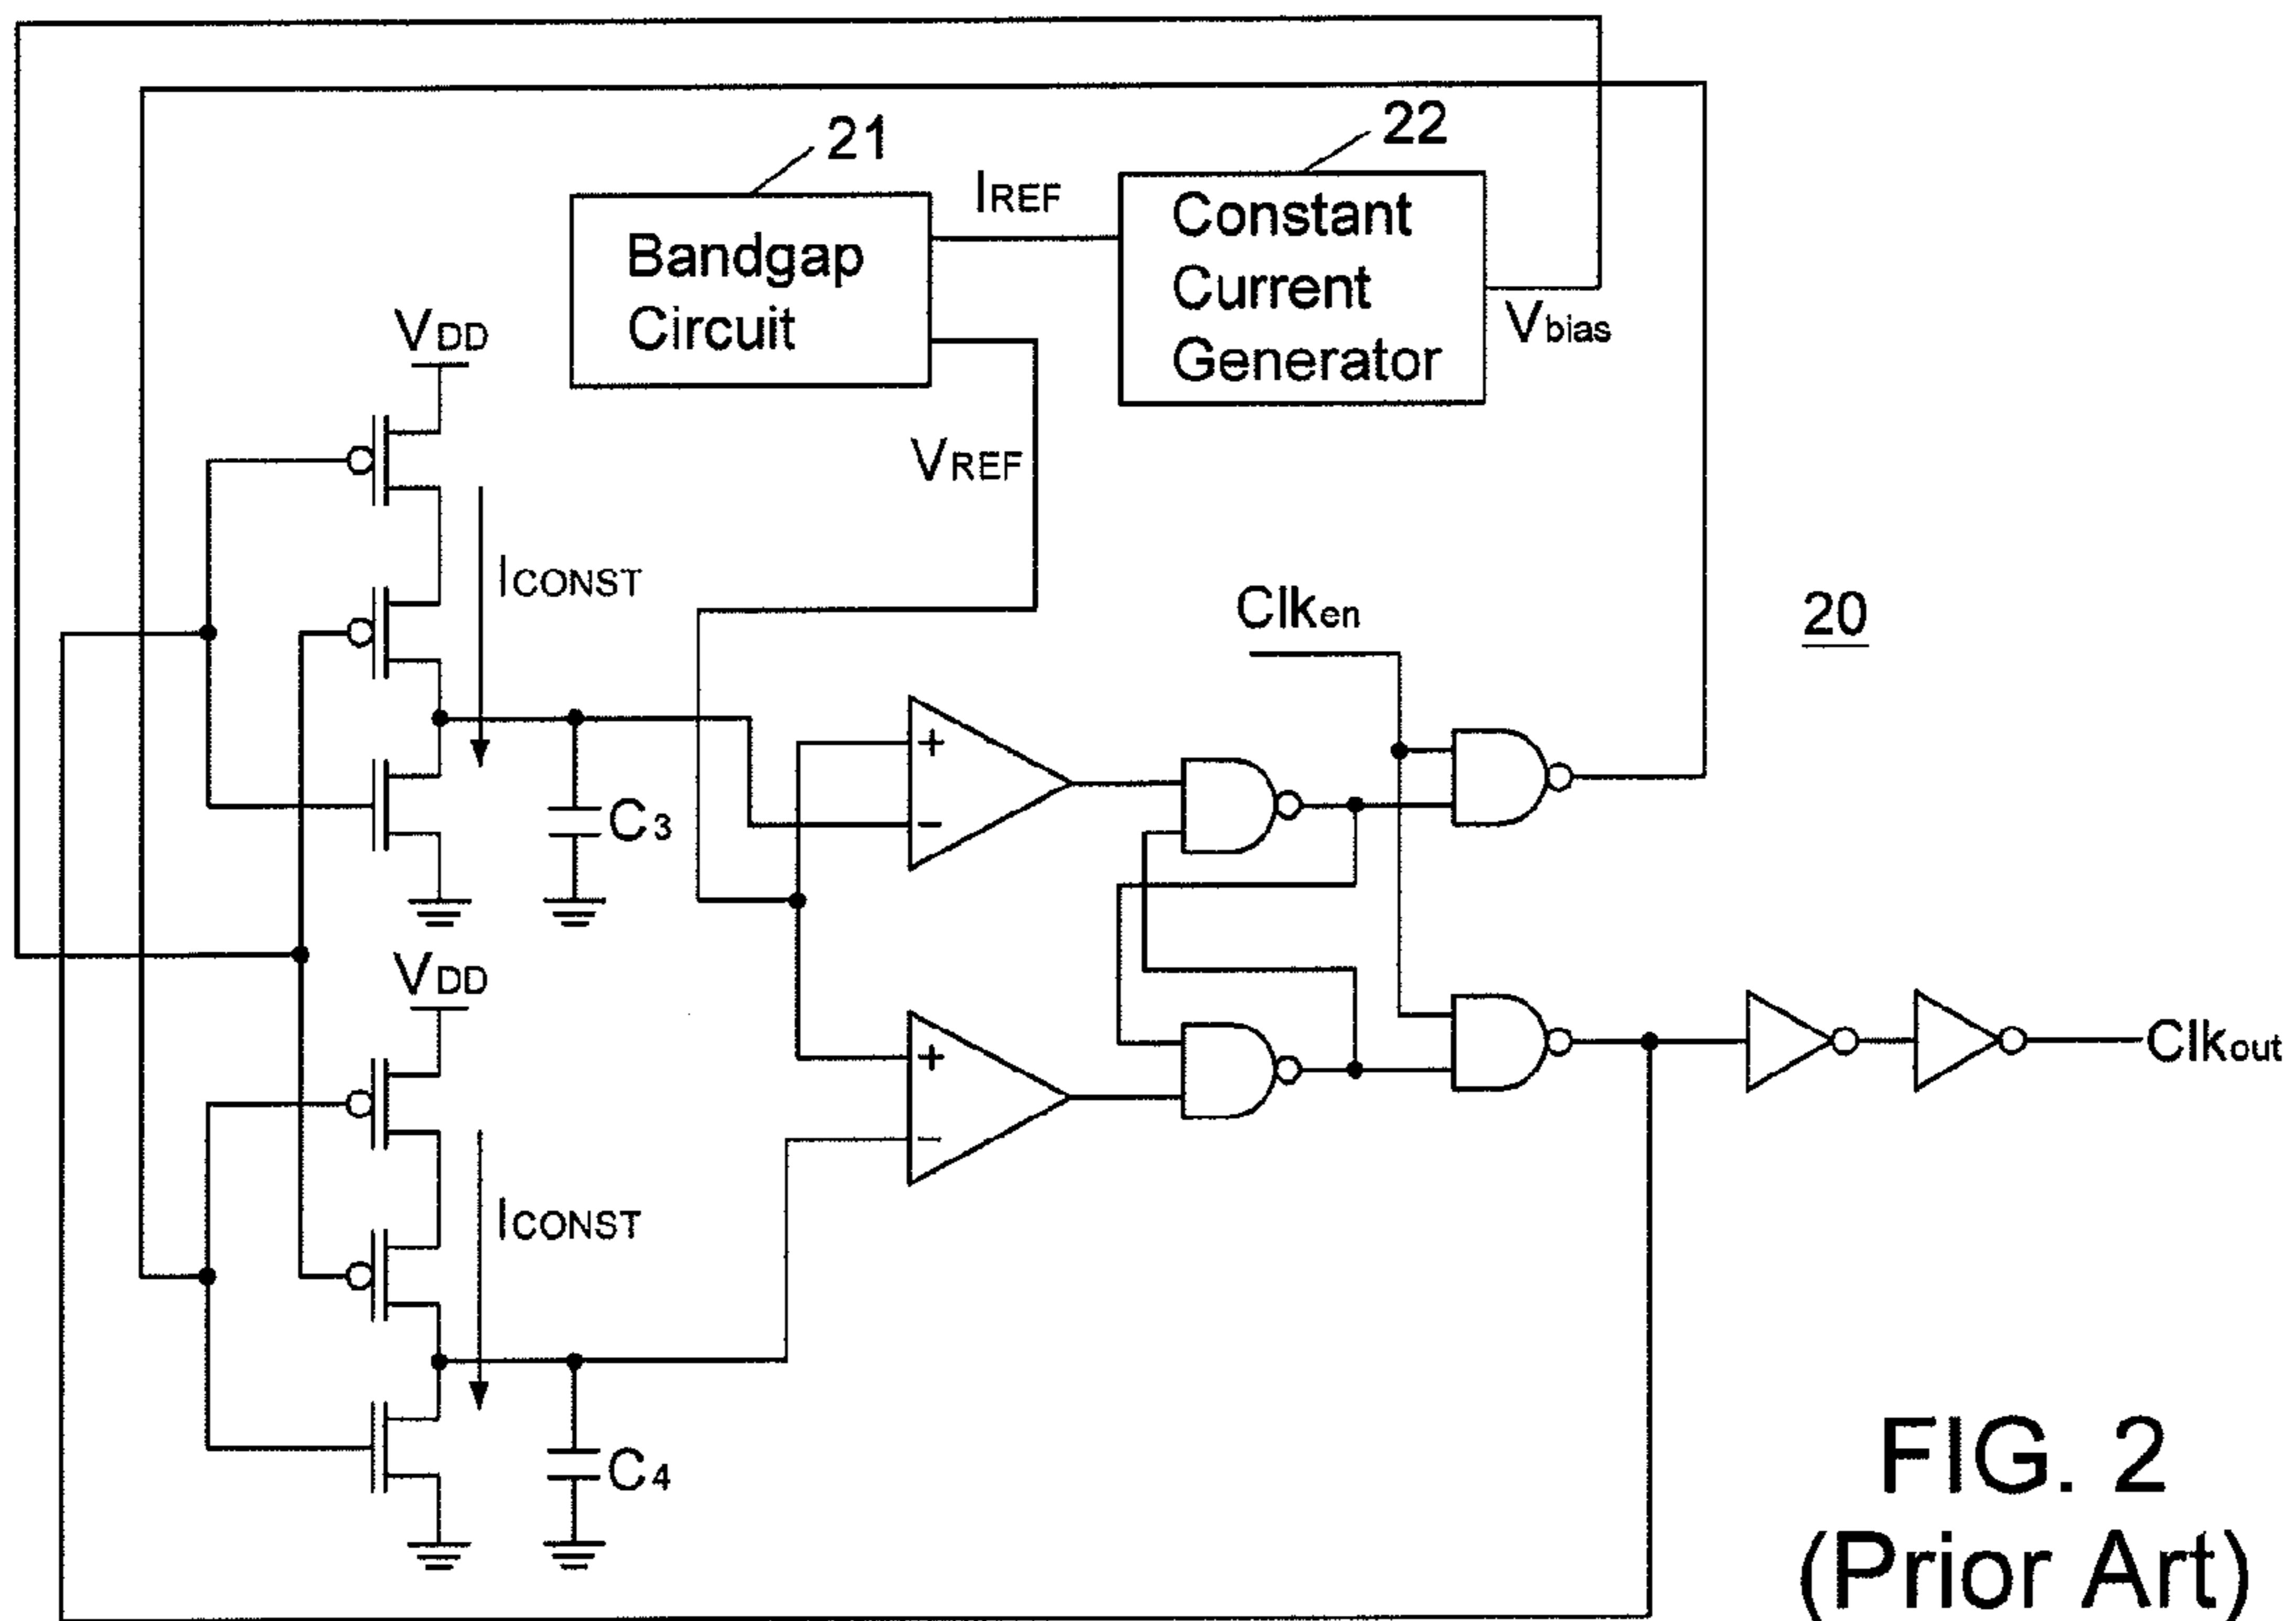 21
22
IREF
Bandgap
Circuit
Constant
Current
Generator
Vbias
VDD
VREF
ICONST
Clken
20
+
-
C3
VDD
+
-
Clkout
ICONST
C4
FIG. 2
(Prior Art)